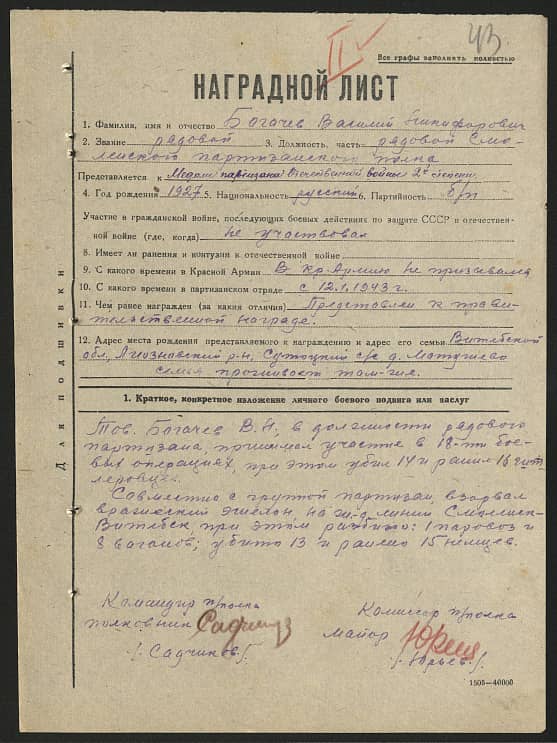 43
II
Все графы заполнять полностью
НАГРАДНОЙ ЛИСТ
1. Фамилия, имя и отчество Богачев Василий Никифорович
2. Звание рядовой 3. Должность, часть рядовой Смо-
ленского партизанского полка
Представляется к Медали "партизана Отечественной войны" 2й степени
4. Год рождения 1927 5. Национальность русский 6. Партийность б/п
Участие в гражданской войне, последующих боевых действиях по защите СССР и отечествен-
ной войне (где, когда) не участвовал
8. Имеет ли ранения и контузии в отечественной войне
9. С какого времени в Красной Армии В кр. Армию не призывался
10. С какого времени в партизанском отряде с 12.1.1943 г.
11. Чем ранее награжден (за какия отличия) Представлен к прави-
тельственной награде.
12. Адрес места рождения представляемого к награждению и адрес его семьи Витебской
обл., Лиозновский р-н, с/с д.
семья проживает там-же.
Для подшивки
1. Краткое, конкретное изложение личного боевого подвига или заслуг
Тов. Богачев В.Н., в должности рядового
партизана, принимал участие в 18-ти бое-
вых операциях, при этом убил 14 и ранил 16 гит-
леровцев.
Совместно с группой партизан, взорвал
вражеский эшелон, на ж-д. линии Смоленск-
Витебск, при этом разбито: 1 паровоз и
8 вагонов; убито 13 и ранено 15 немцев.
Командир п/полка
полковник
/Садчиков/.
Комиссар п/полка
майор
/Юрьев/.
1505—40000